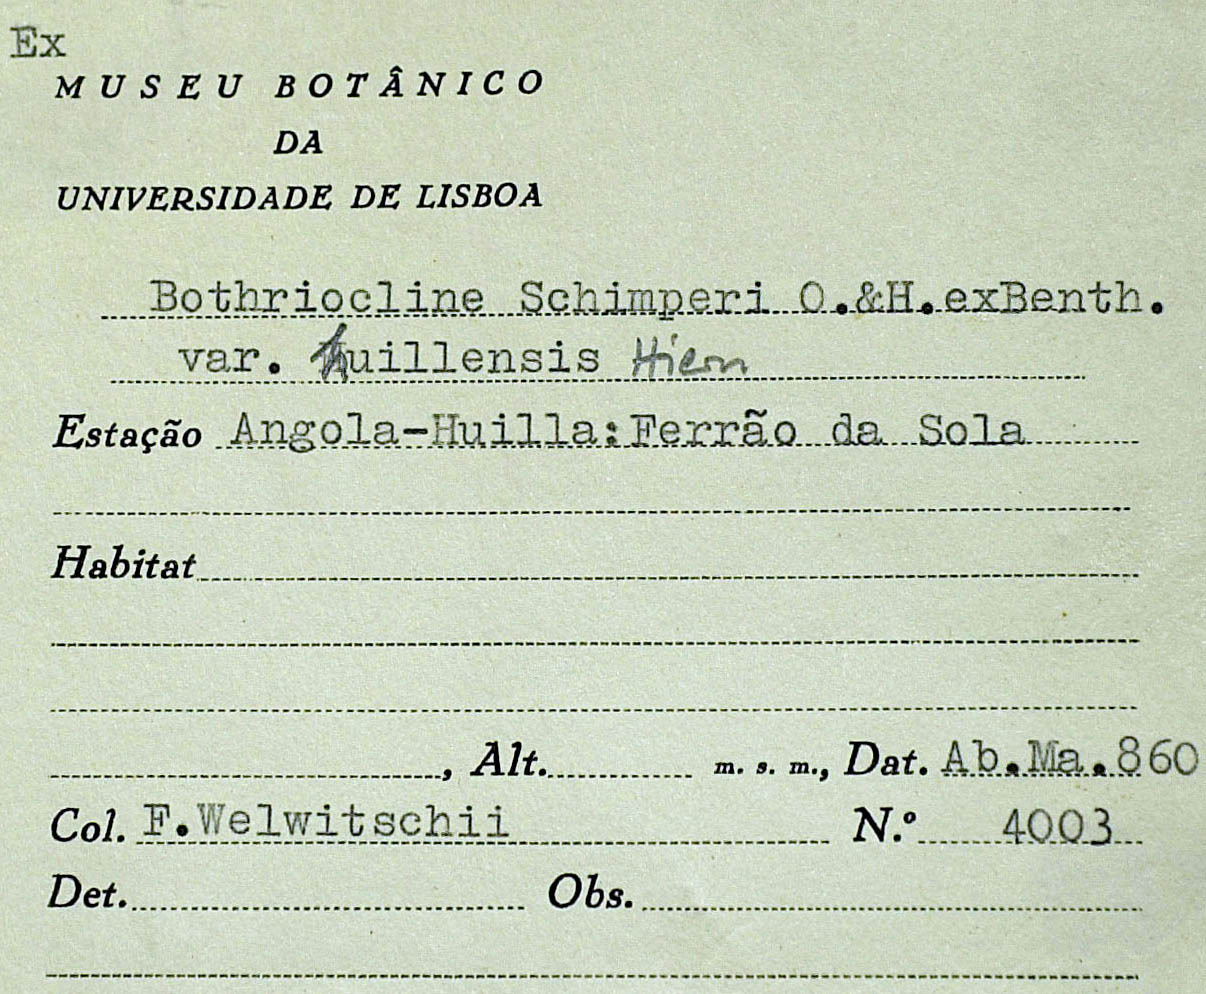 Ex
MUSEU BOTÂNICO
DA
UNIVERSIDADE DE LISBOA
Bothriocline Schimperi O.&H.exBenth.
var. huillensis Hiern
Estação Angola-Huilla:Ferrão da Sola
Habitat
, Alt. m. s. m., Dat. Ab.Ma.860
Col. F.Welwitschii N.º 4003
Det. Obs.